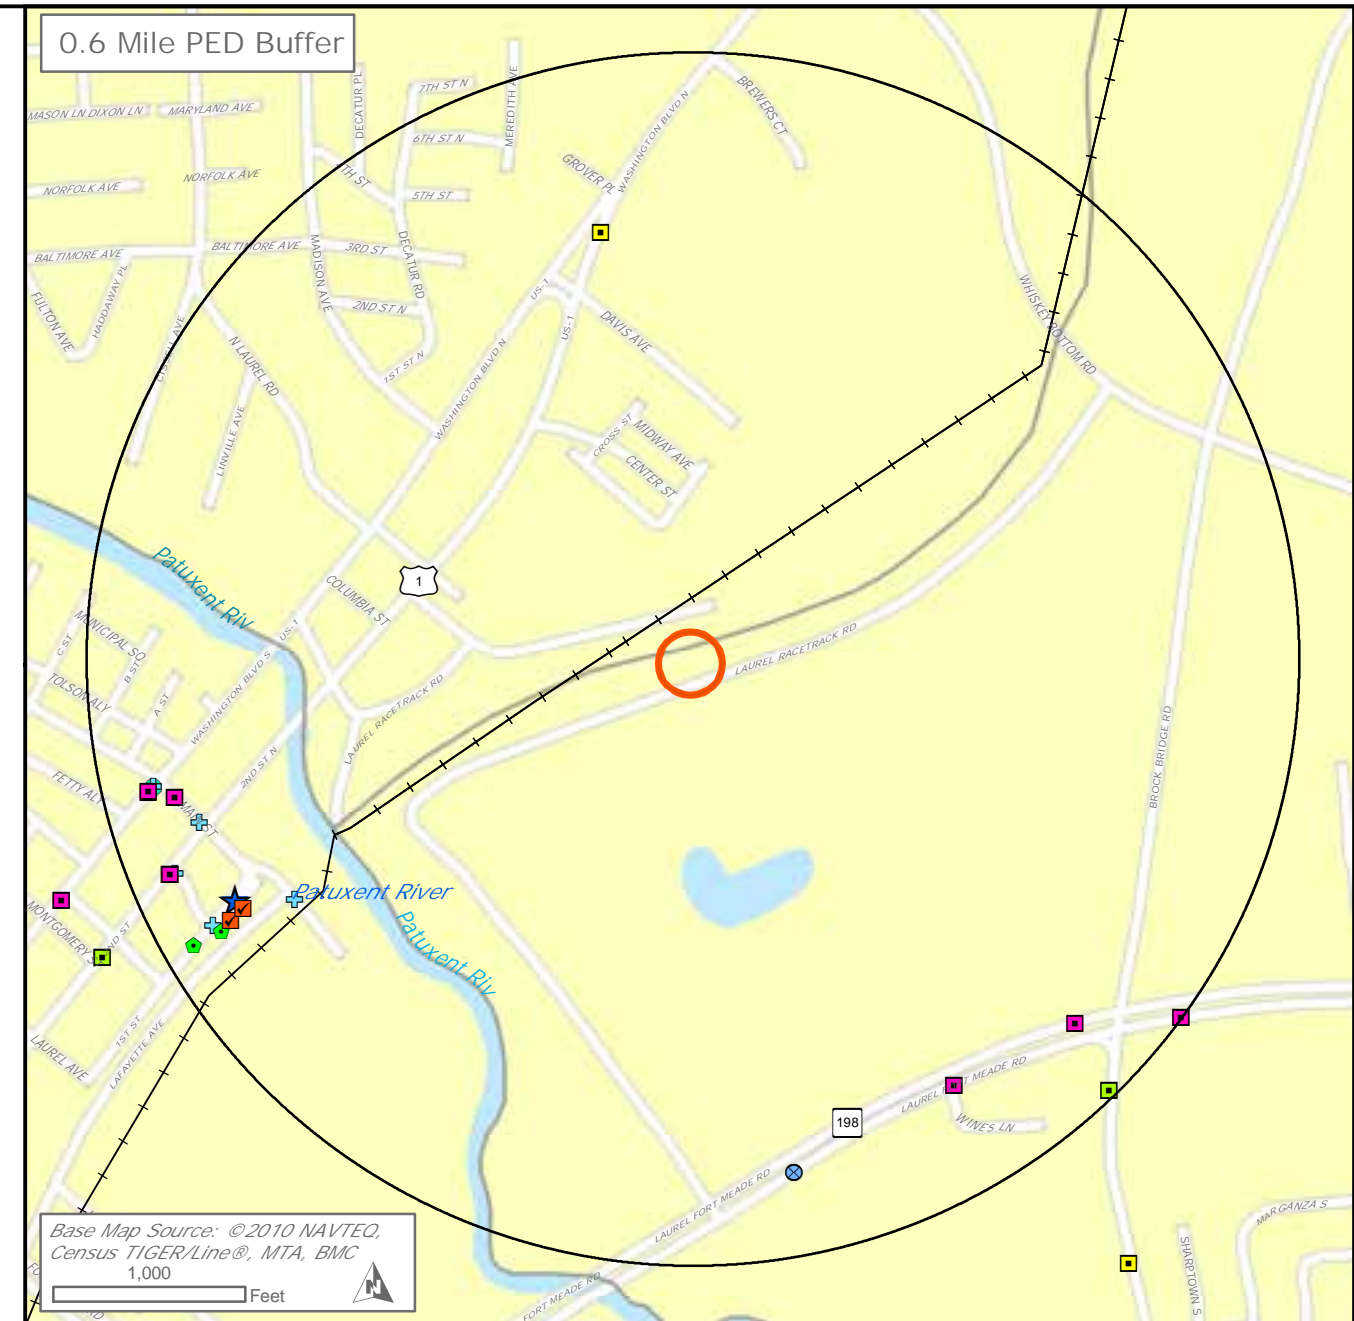 0.6 Mile PED Buffer
MASON LN DIXON LN
MARYLAND AVE
DECATUR PL
7TH ST N
MEREDITH AVE
BREWERS CT
6TH ST N
WASHINGTON BLVD N
GROVER PL
NORFOLK AVE
NORFOLK AVE
TH ST
5TH ST
BALTIMORE AVE
BALTIMORE AVE
3RD ST
MADISON AVE
DECATUR RD
HADDAWAY PL
FULTON AVE
2ND ST N
US-1
US-1
DAVIS AVE
WHISKEY BOTTOM RD
N LAUREL RD
1ST ST N
WASHINGTON BLVD N
LINVILLE AVE
CROSS ST
MIDWAY AVE
CENTER ST
Patuxent Riv
1
COLUMBIA ST
MUNICIPAL SQ
US-1
C ST
B ST
A ST
TOLSON ALY
WASHINGTON BLVD S
LAUREL RACETRACK RD
LAUREL RACETRACK RD
2ND ST N
FETTY ALY
BROCK BRIDGE RD
Patuxent River
Patuxent Riv
1ST ST
LAFAYETTE AVE
LAUREL AVE
WINES LN
198
LAUREL FORT MEADE RD
FORT MEADE RD
MARGANZA S
SHARPTOWN S
Base Map Source: ©2010 NAVTEQ,
Census TIGER/Line®, MTA, BMC
1,000
Feet
N